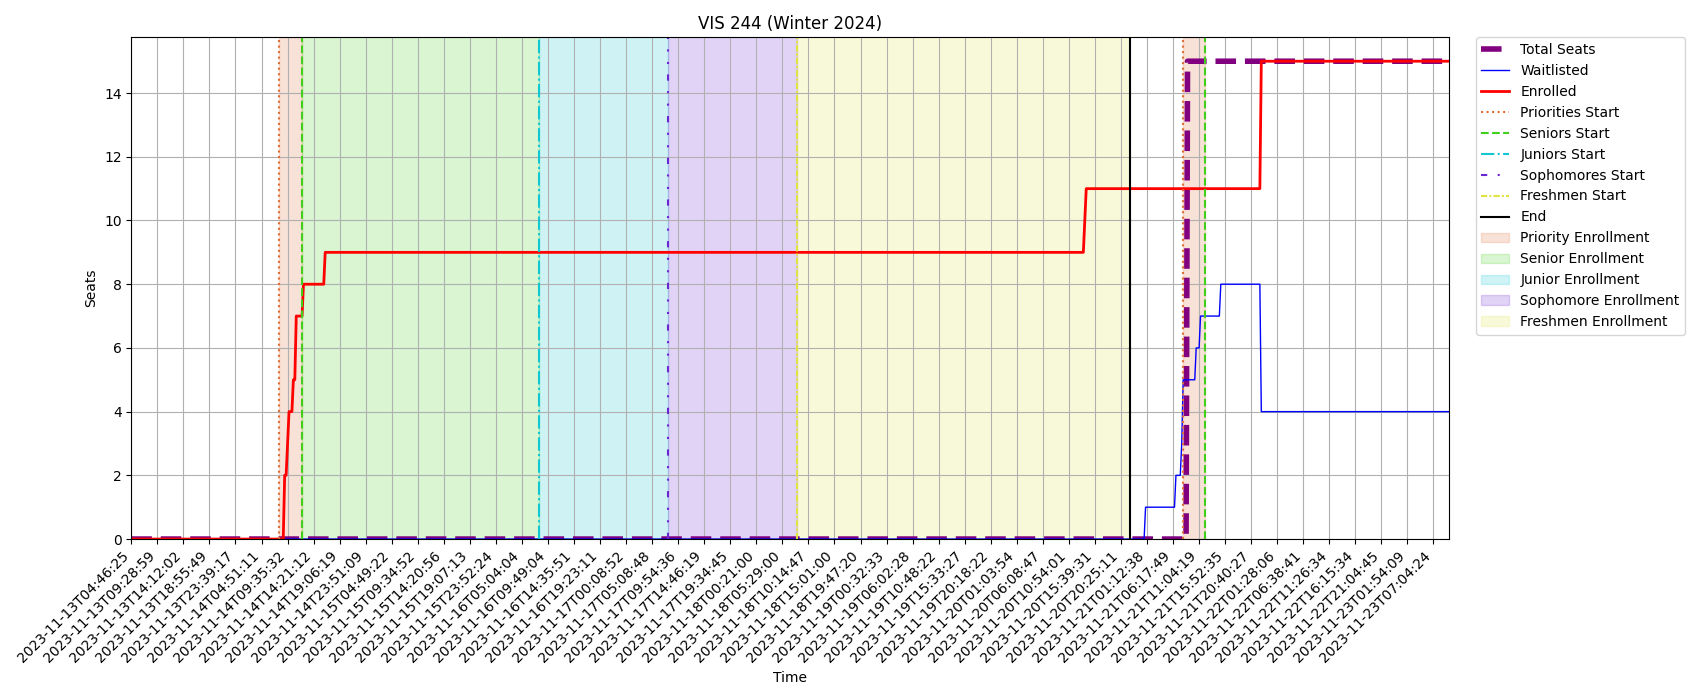 VIS 244 (Winter 2024)
Seats
14
12
10
8
6
4
2
0
2023-11-13T04:46:25
2023-11-13T09:28:59
2023-11-13T14:12:02
2023-11-13T18:55:49
2023-11-13T23:39:17
2023-11-14T04:51:11
2023-11-14T09:35:32
2023-11-14T14:21:12
2023-11-14T19:06:19
2023-11-14T23:51:09
2023-11-15T04:49:22
2023-11-15T09:34:52
2023-11-15T14:20:56
2023-11-15T19:07:13
2023-11-15T23:52:24
2023-11-16T05:04:04
2023-11-16T09:49:04
2023-11-16T14:35:51
2023-11-16T19:23:11
2023-11-17T00:08:52
2023-11-17T05:08:48
2023-11-17T09:54:36
2023-11-17T14:46:19
2023-11-17T19:34:45
2023-11-18T00:21:00
2023-11-18T05:29:00
2023-11-18T10:14:47
2023-11-18T15:01:00
2023-11-18T19:47:20
2023-11-19T00:32:33
2023-11-19T06:02:28
2023-11-19T10:48:22
2023-11-19T15:33:27
2023-11-19T20:18:22
2023-11-20T01:03:54
2023-11-20T06:08:47
2023-11-20T10:54:01
2023-11-20T15:39:31
2023-11-20T20:25:11
2023-11-21T01:12:38
2023-11-21T06:17:49
2023-11-21T11:04:19
2023-11-21T15:52:35
2023-11-21T20:40:27
2023-11-22T01:28:06
2023-11-22T06:38:41
2023-11-22T11:26:34
2023-11-22T16:15:34
2023-11-22T21:04:45
2023-11-23T01:54:09
2023-11-23T07:04:24
Time
Total Seats
Waitlisted
Enrolled
Priorities Start
Seniors Start
Juniors Start
Sophomores Start
Freshmen Start
End
Priority Enrollment
Senior Enrollment
Junior Enrollment
Sophomore Enrollment
Freshmen Enrollment